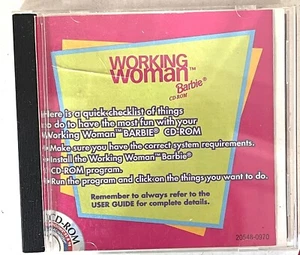 WORKING
Woman™
Barbie®
CD-ROM
Here is a quick checklist of things
to do to have the most fun with your
Working Woman™ BARBIE® CD-ROM
•Make sure you have the correct system requirements.
•Install the Working Woman™ Barbie®
CD-ROM program.
•Run the program and click on the things you want to do.
Remember to always refer to the
USER GUIDE for complete details.
CD-ROM
20548-0970